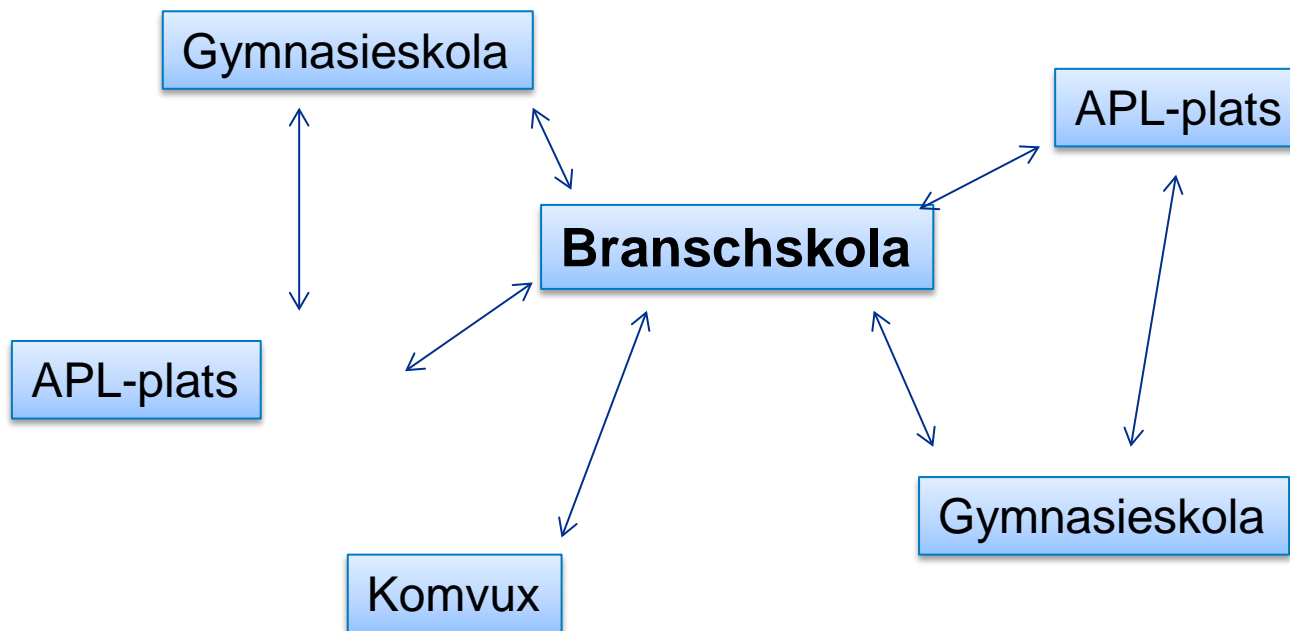 Gymnasieskola
APL-plats
Branschskola
APL-plats
Gymnasieskola
Komvux